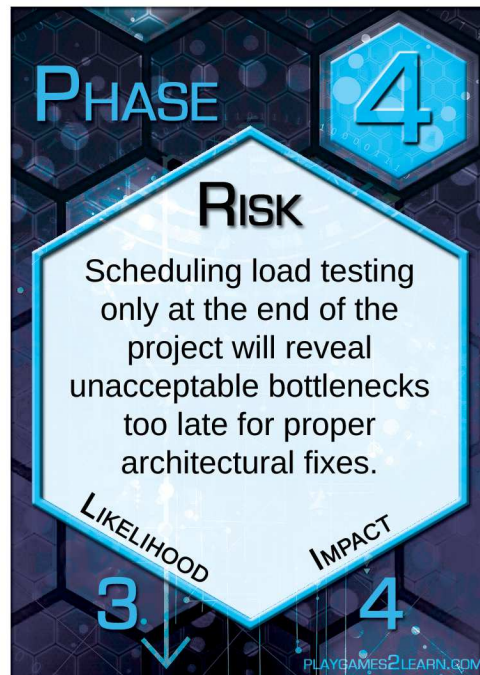 PHASE 4
RISK
Scheduling load testing
only at the end of the
project will reveal
unacceptable bottlenecks
too late for proper
architectural fixes.
LIKELIHOOD IMPACT
3 4
PLAYGAMES2LEARN.COM